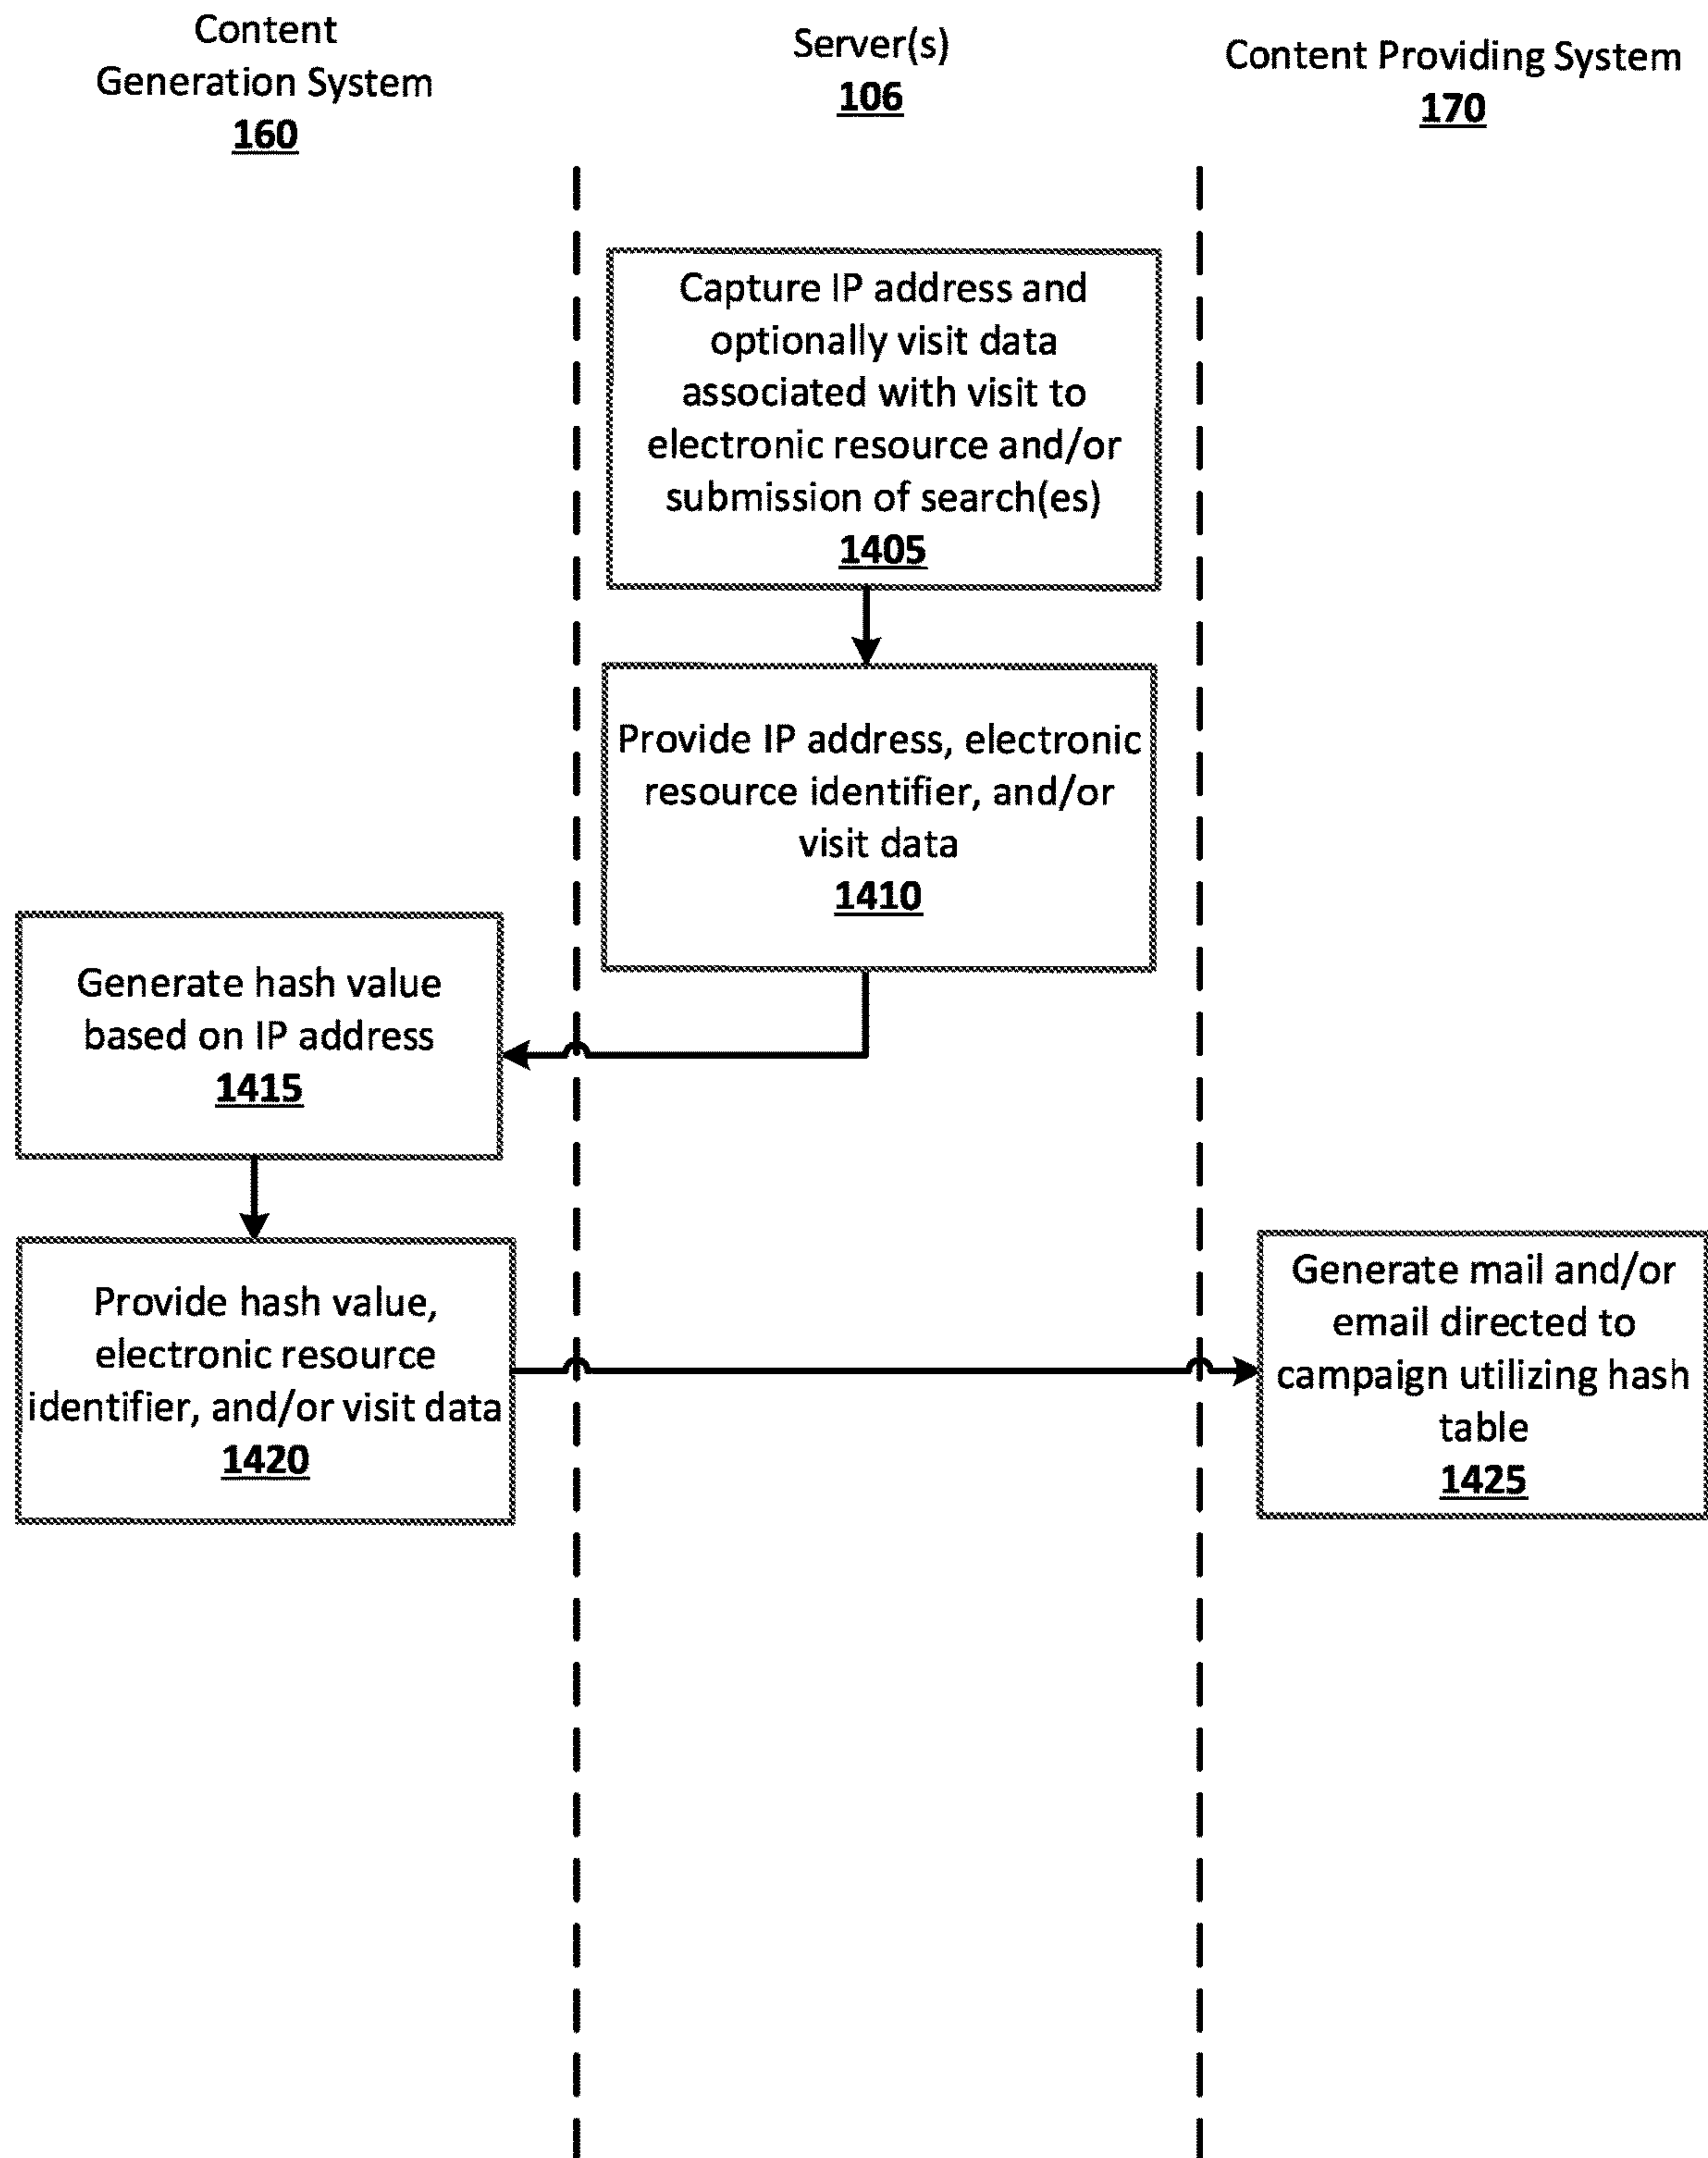 Content
Generation System
160
Server(s)
106
Content Providing System
170
Capture IP address and
optionally visit data
associated with visit to
electronic resource and/or
submission of search(es)
1405
Provide IP address, electronic
resource identifier, and/or
visit data
1410
Generate hash value
based on IP address
1415
Provide hash value,
electronic resource
identifier, and/or visit data
1420
Generate mail and/or
email directed to
campaign utilizing hash
table
1425